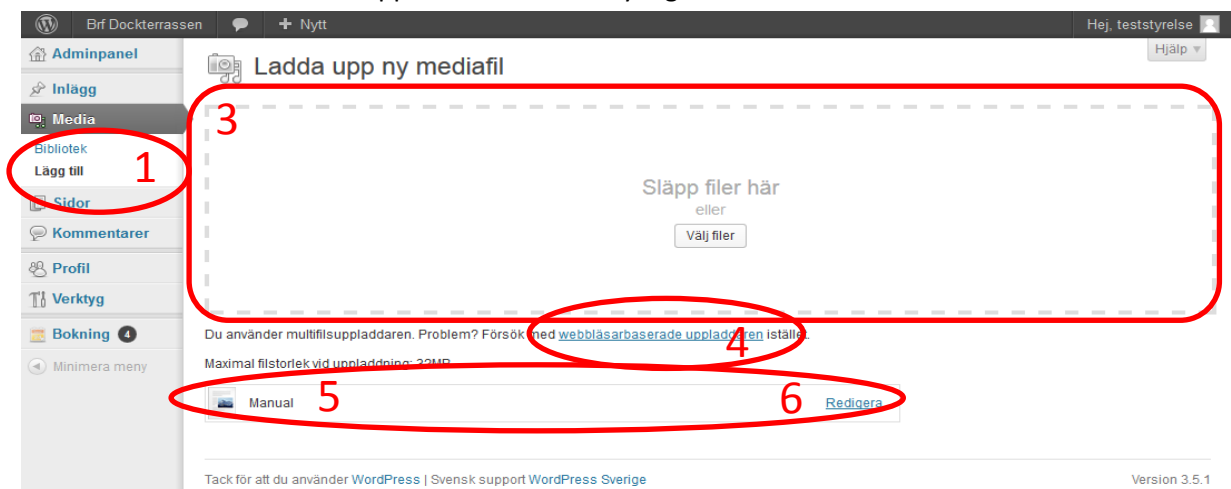 Brf Dockterrassen + Nytt Hej, teststyrelse
Adminpanel
Hjälp
Ladda upp ny mediafil
Inlägg
Media
3
Bibliotek
1
Lägg till
Släpp filer här
Sidor
eller
Kommentarer
Välj filer
Profil
Verktyg
Bokning 4
Du använder multifilsuppladdaren. Problem? Försök med webbläsarbaserade uppladdaren istället.
4
Minimera meny
Maximal filstorlek vid uppladdning: 32MB
Manual 5 6 Redigera
Tack för att du använder WordPress | Svensk support WordPress Sverige Version 3.5.1